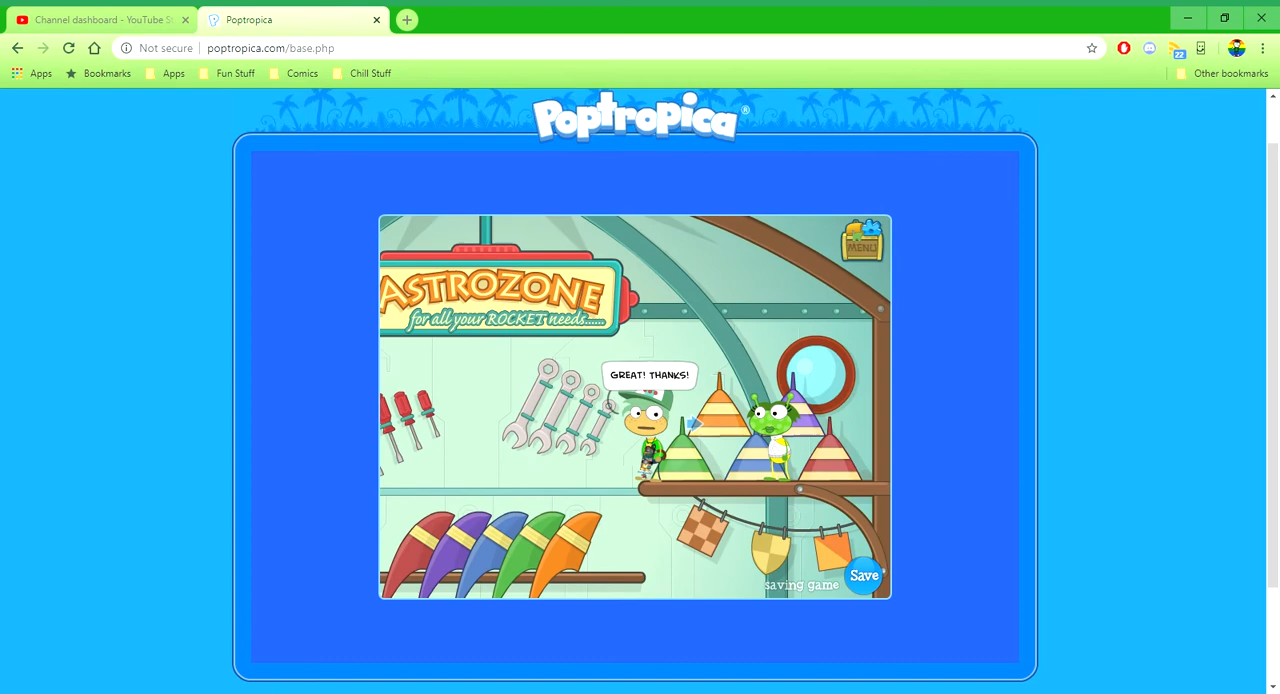 Channel dashboard - YouTube St
Poptropica
Not secure
poptropica.com/base.php
22
Apps
Bookmarks
Apps
Fun Stuff
Comics
Chill Stuff
Other bookmarks
Poptropica®
MENU
ASTROZONE
for all your ROCKET needs......
GREAT! THANKS!
saving game
Save